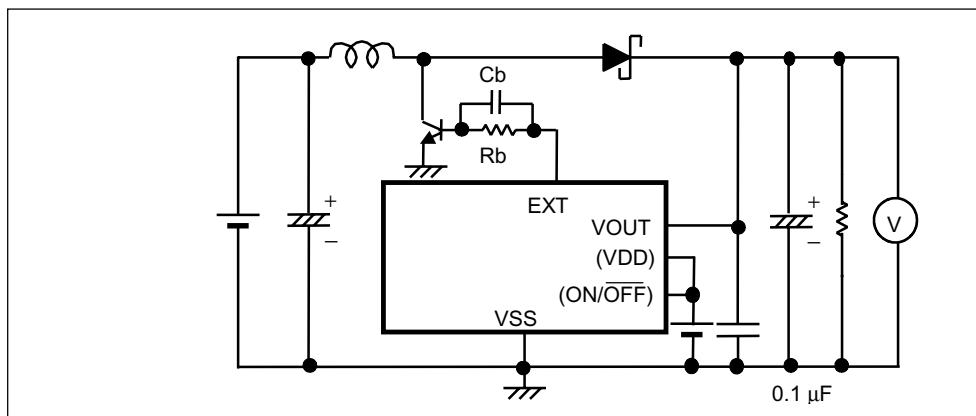 Cb
Rb
EXT
+
−
VOUT
(VDD)
(ON/OFF)
VSS
+
−
V
0.1 µF